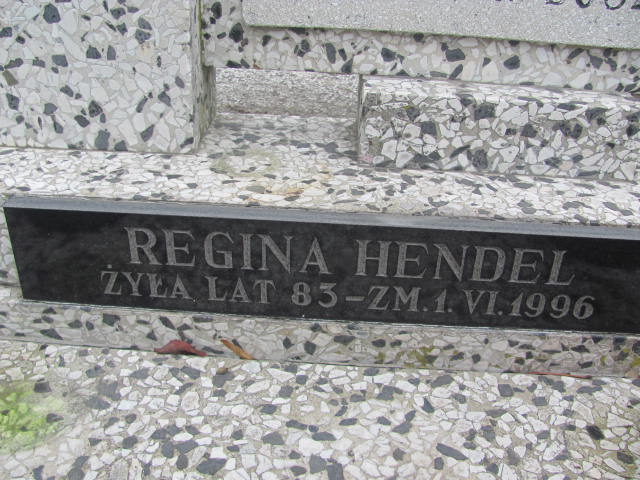 REGINA HENDEL
ŻYŁA LAT 83-ZM.1.VI.1996